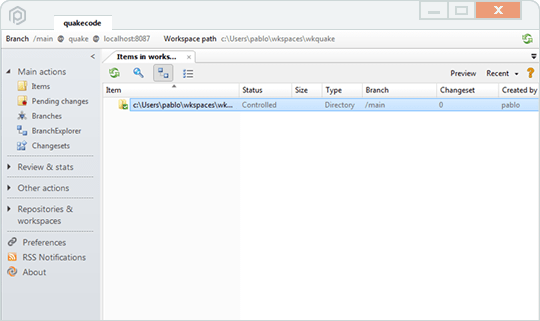 quakecode
Branch /main quake localhost:8087 Workspace path c:\Users\pablo\wkspaces\wkquake
Items in works...
Main actions
Items
Pending changes
Branches
BranchExplorer
Changesets
Review & stats
Other actions
Repositories &
workspaces
Preferences
RSS Notifications
About
Preview Recent
Item Status Size Type Branch Changeset Created by
c:\Users\pablo\wkspaces\wk... Controlled Directory /main 0 pablo